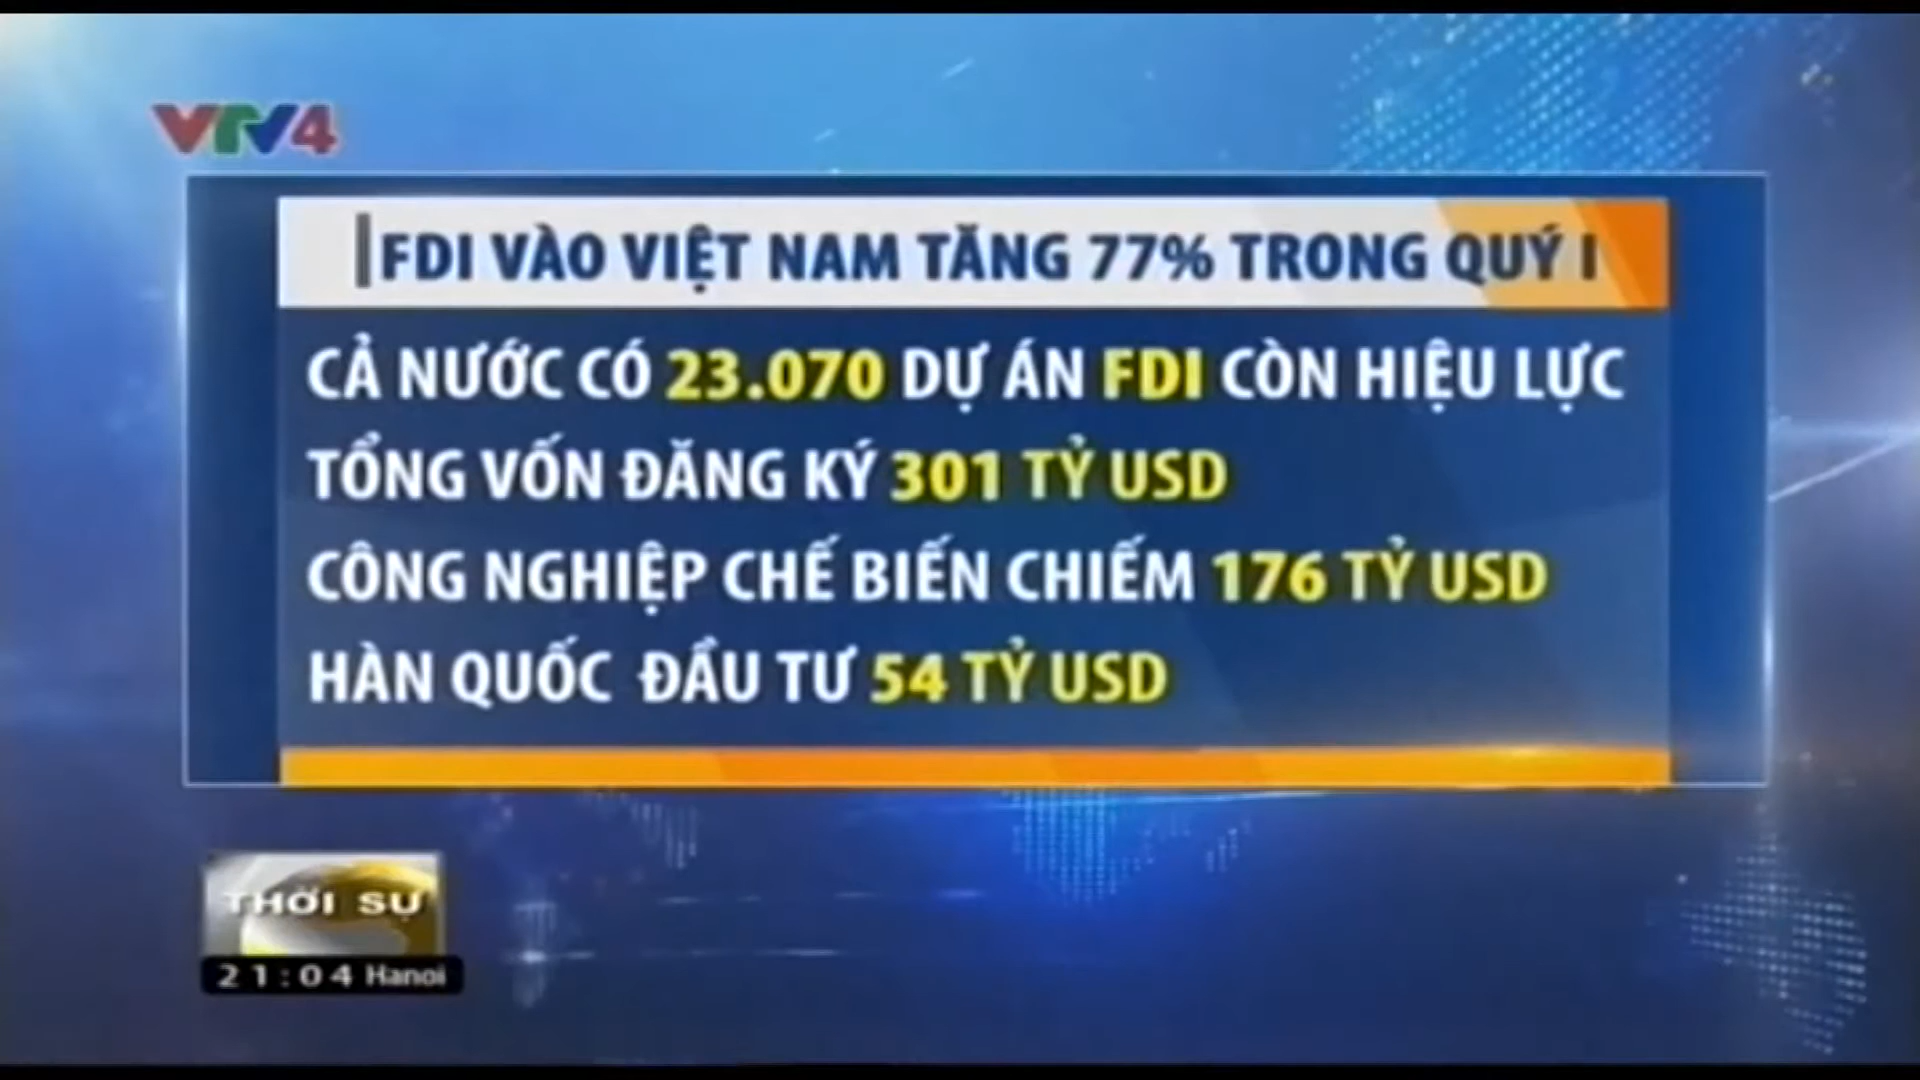 VTV4
FDI VÀO VIỆT NAM TĂNG 77% TRONG QUÝ I
CẢ NƯỚC CÓ 23.070 DỰ ÁN FDI CÒN HIỆU LỰC
TỔNG VỐN ĐĂNG KÝ 301 TỶ USD
CÔNG NGHIỆP CHẾ BIẾN CHIẾM 176 TỶ USD
HÀN QUỐC ĐẦU TƯ 54 TỶ USD
THỜI SỰ
21:04 Hanoi